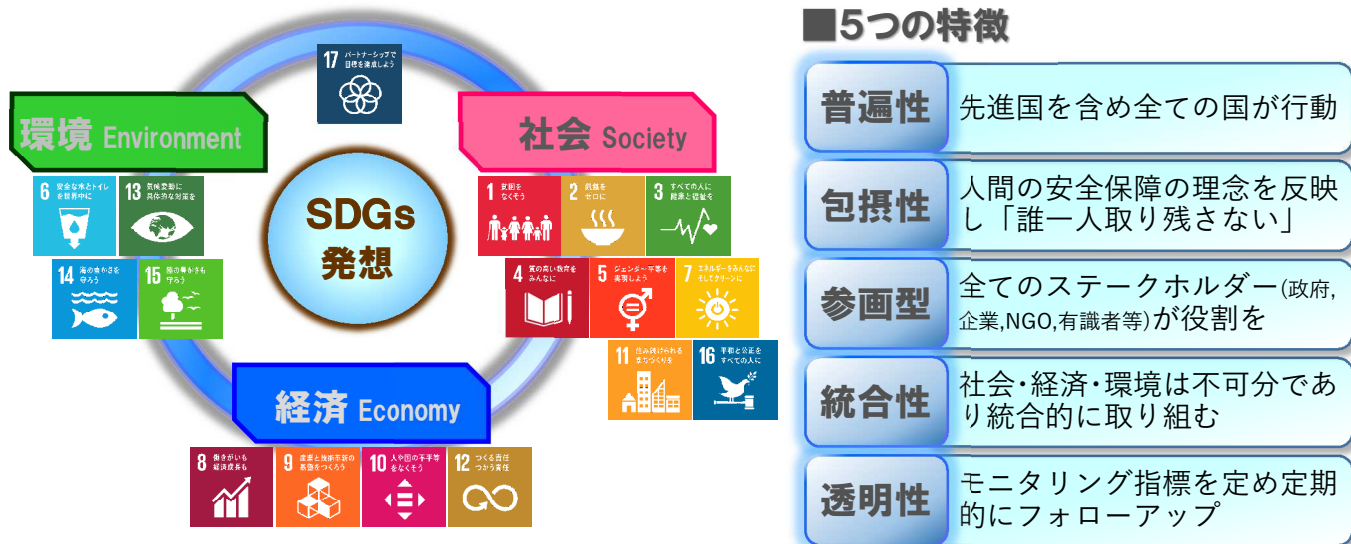 17 パートナーシップで
目標を達成しよう
環境 Environment
社会 Society
6 安全な水とトイレ
を世界中に
13 気候変動に
具体的な対策を
1 貧困を
なくそう
2 飢餓を
ゼロに
3 すべての人に
健康と福祉を
SDGs
発想
14 海の豊かさを
守ろう
15 陸の豊かさも
守ろう
4 質の高い教育を
みんなに
5 ジェンダー平等を
実現しよう
7 エネルギーをみんなに
そしてクリーンに
11 住み続けられる
まちづくりを
16 平和と公正を
すべての人に
経済 Economy
8 働きがいも
経済成長も
9 産業と技術革新の
基盤をつくろう
10 人や国の不平等
をなくそう
12 つくる責任
つかう責任
■5つの特徴
普遍性
先進国を含め全ての国が行動
包摂性
人間の安全保障の理念を反映
し「誰一人取り残さない」
参画型
全てのステークホルダー(政府,
企業,NGO,有識者等)が役割を
統合性
社会・経済・環境は不可分であ
り統合的に取り組む
透明性
モニタリング指標を定め定期
的にフォローアップ